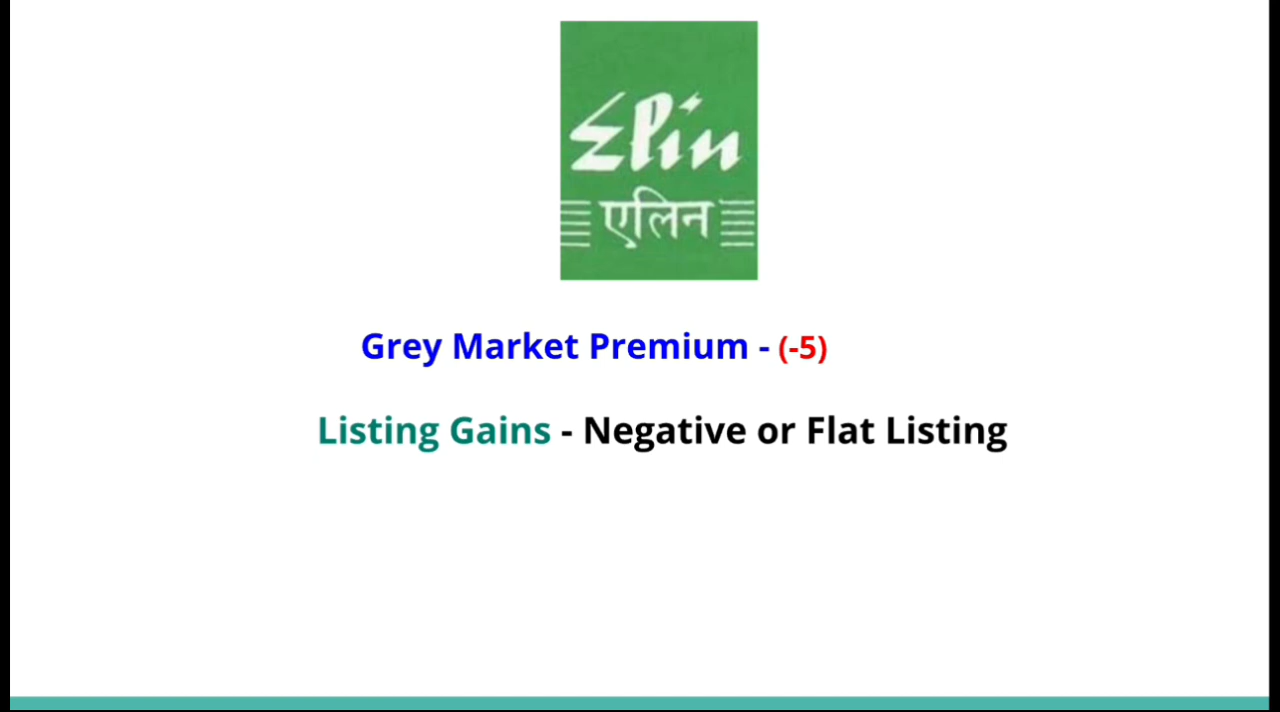 Elin
एलिन
Grey Market Premium - (-5)
Listing Gains - Negative or Flat Listing